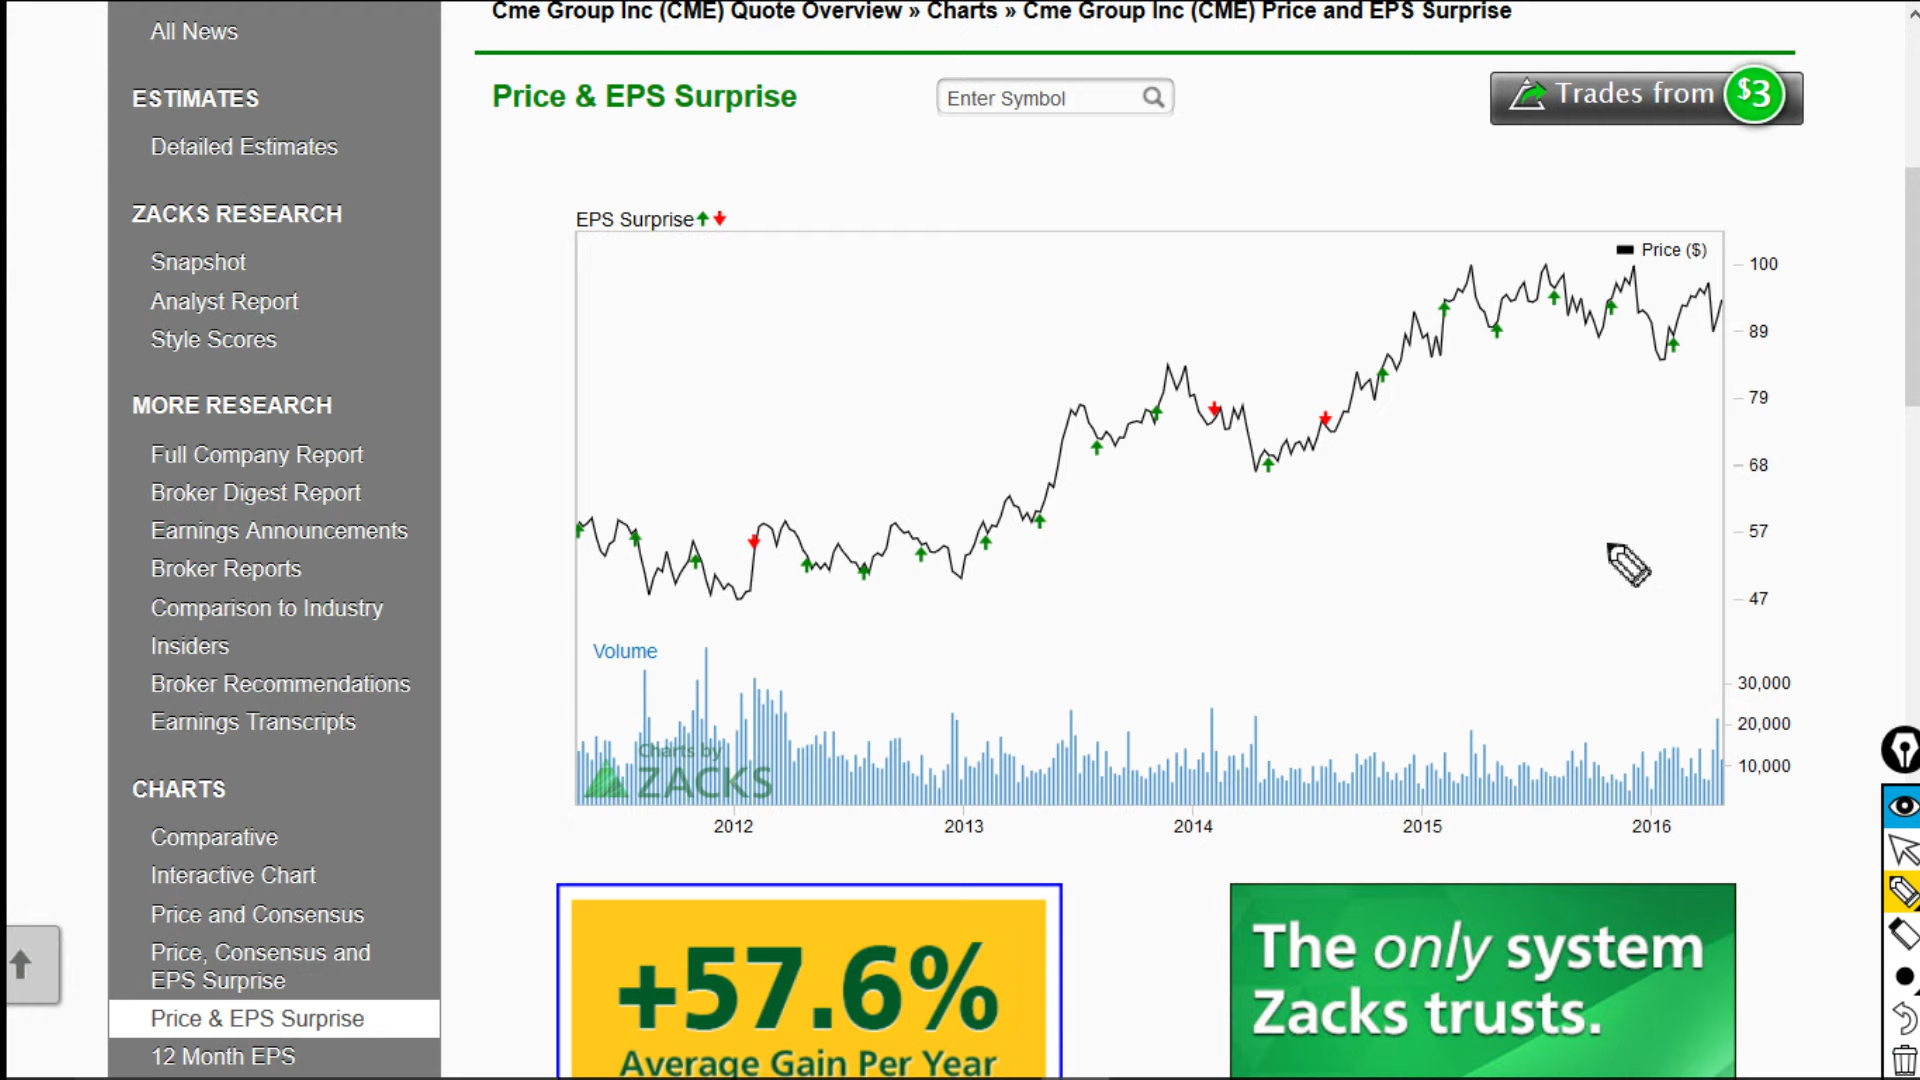 Cme Group Inc (CME) Quote Overview » Charts » Cme Group Inc (CME) Price and EPS Surprise
All News
ESTIMATES
Detailed Estimates
ZACKS RESEARCH
Snapshot
Analyst Report
Style Scores
MORE RESEARCH
Full Company Report
Broker Digest Report
Earnings Announcements
Broker Reports
Comparison to Industry
Insiders
Broker Recommendations
Earnings Transcripts
CHARTS
Comparative
Interactive Chart
Price and Consensus
Price, Consensus and
EPS Surprise
Price & EPS Surprise
12 Month EPS
Price & EPS Surprise
Enter Symbol
Trades from $3
EPS Surprise
Price ($)
100
89
79
68
57
47
Volume
30,000
20,000
10,000
Charts by
ZACKS
2012 2013 2014 2015 2016
+57.6%
Average Gain Per Year
The only system
Zacks trusts.